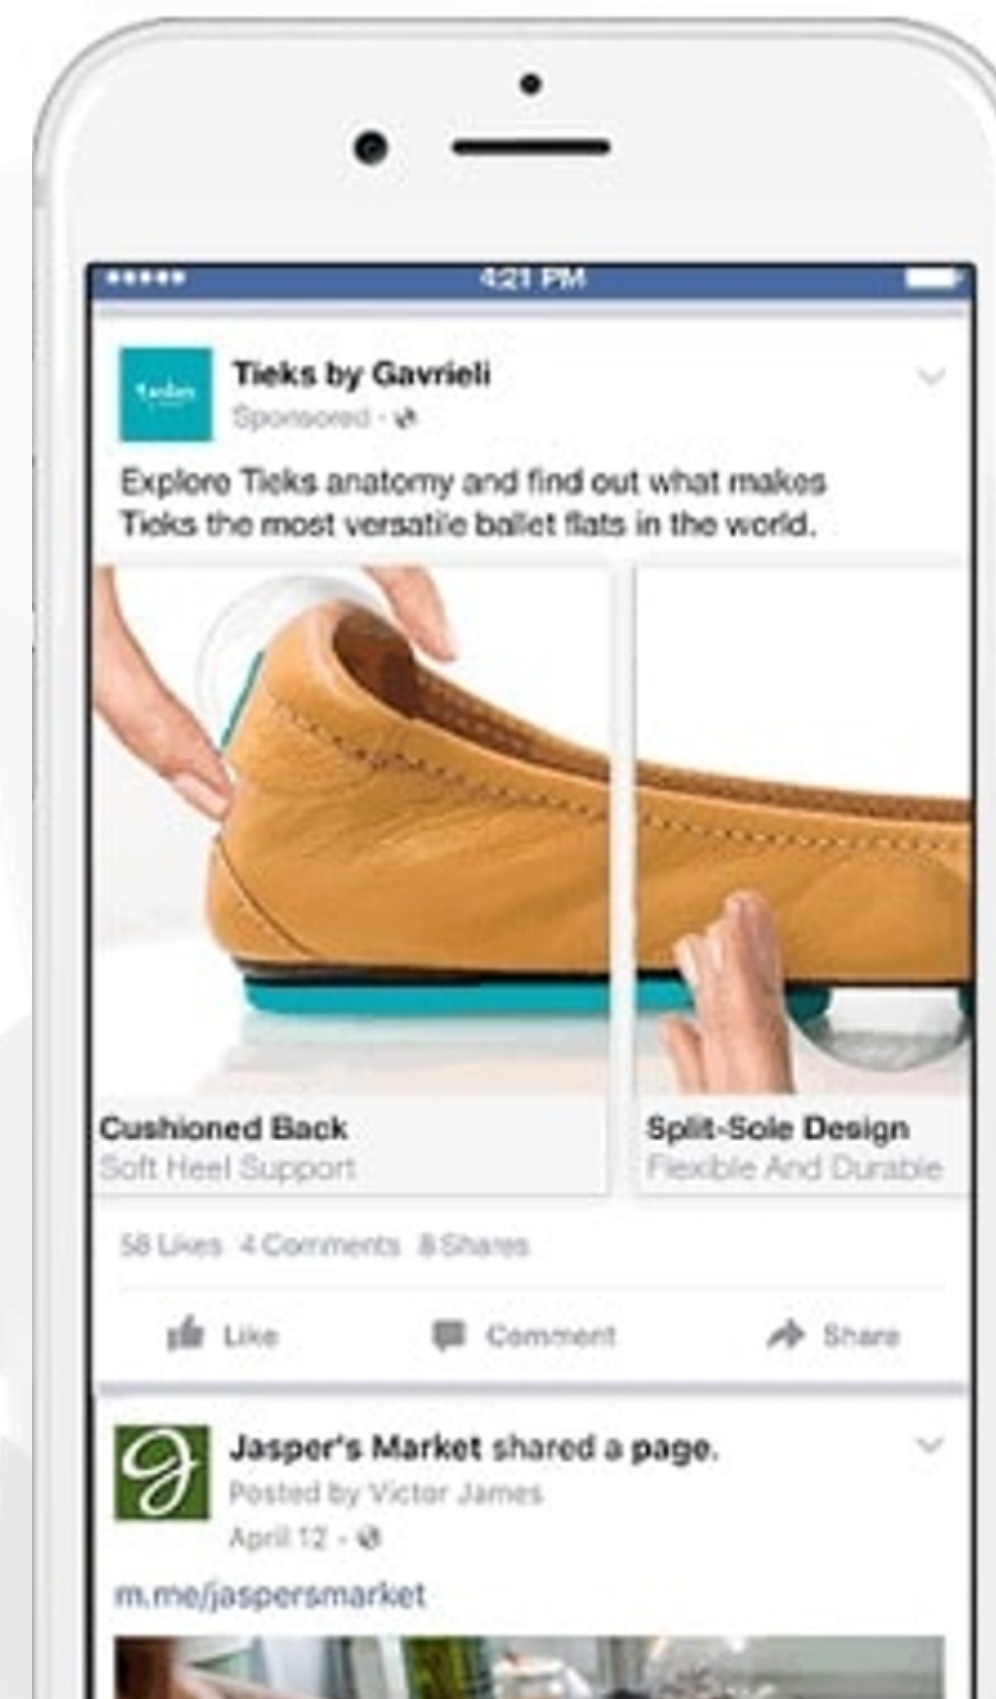 4:21 PM
Tieks by Gavrieli
Sponsored ·
Explore Tieks anatomy and find out what makes
Tieks the most versatile ballet flats in the world.
Cushioned Back
Soft Heel Support
Split-Sole Design
Flexible And Durable
58 Likes 4 Comments 8 Shares
Like Comment Share
Jasper's Market shared a page.
Posted by Victor James
April 12 ·
m.me/jaspersmarket